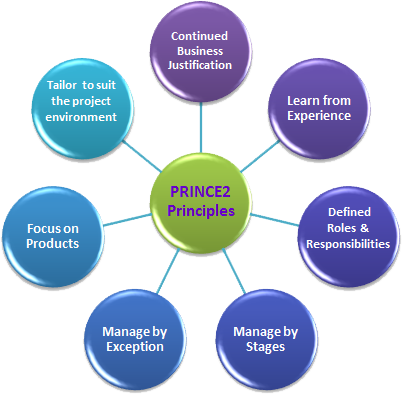 Continued
Business
Justification
Learn from
Experience
Defined
Roles &
Responsibilities
Manage by
Stages
Manage by
Exception
Focus on
Products
Tailor to suit
the project
environment
PRINCE2
Principles